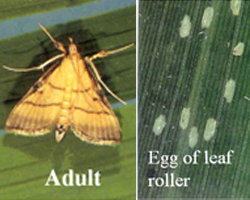 Adult
Egg of leaf
roller